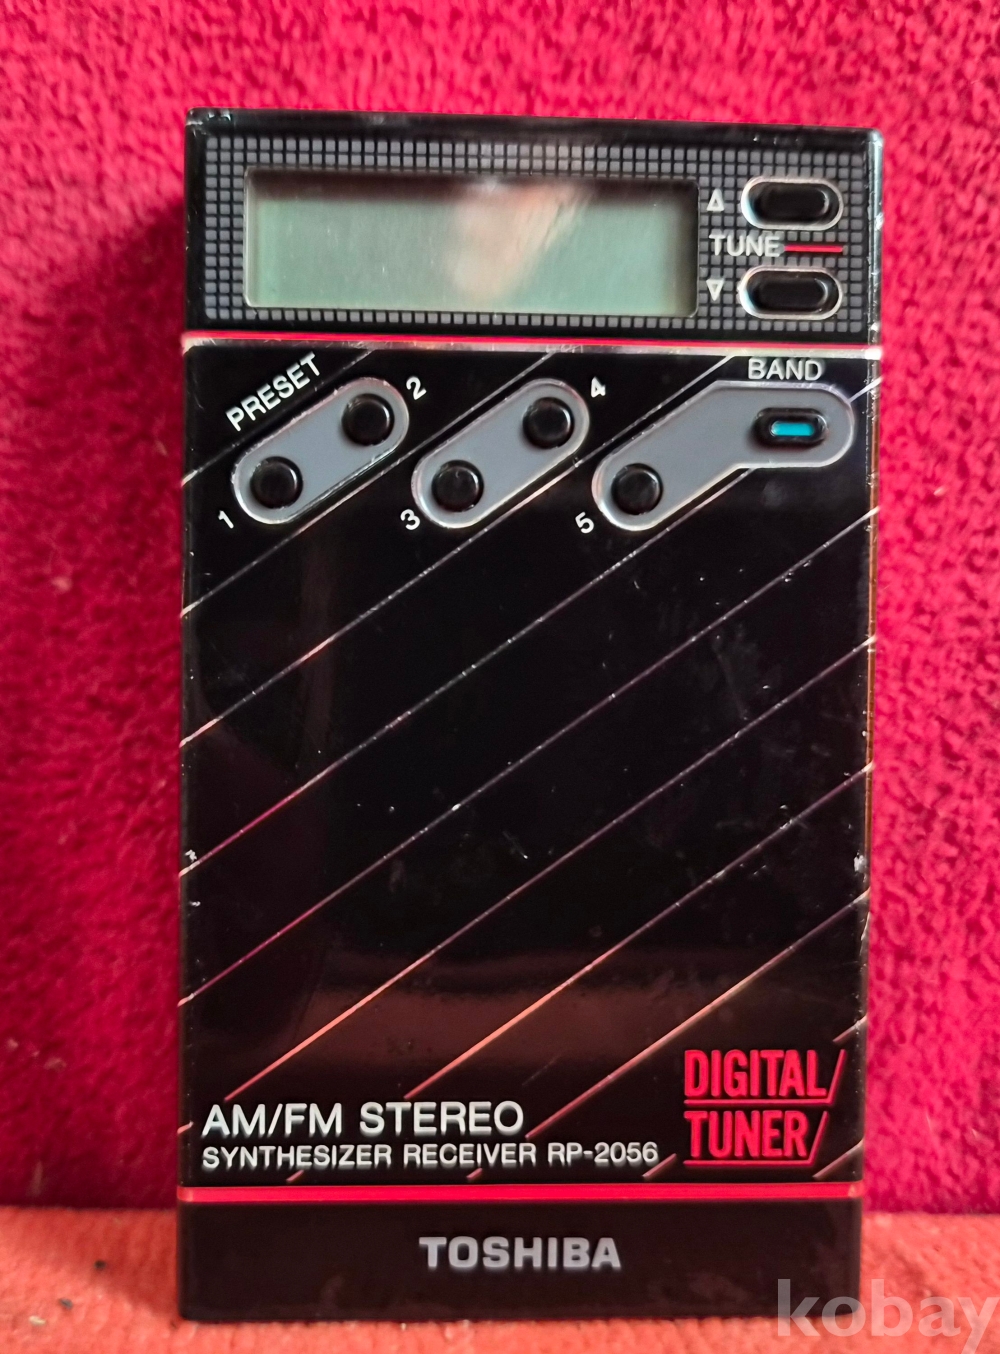 TUNE
PRESET
BAND
2
4
1
3
5
DIGITAL
TUNER
AM/FM STEREO
SYNTHESIZER RECEIVER RP-2056
TOSHIBA
kobay